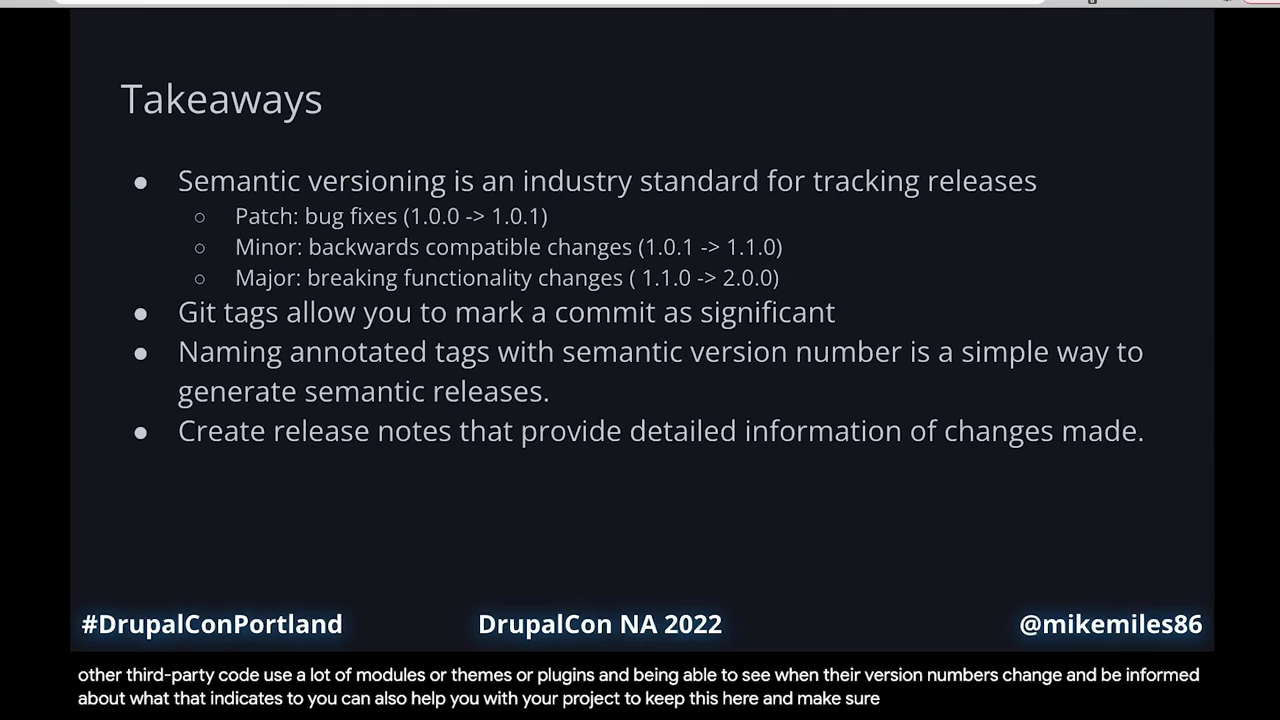 Takeaways
● Semantic versioning is an industry standard for tracking releases
○ Patch: bug fixes (1.0.0 -> 1.0.1)
○ Minor: backwards compatible changes (1.0.1 -> 1.1.0)
○ Major: breaking functionality changes ( 1.1.0 -> 2.0.0)
● Git tags allow you to mark a commit as significant
● Naming annotated tags with semantic version number is a simple way to
generate semantic releases.
● Create release notes that provide detailed information of changes made.
#DrupalConPortland DrupalCon NA 2022 @mikemiles86
other third-party code use a lot of modules or themes or plugins and being able to see when their version numbers change and be informed
about what that indicates to you can also help you with your project to keep this here and make sure